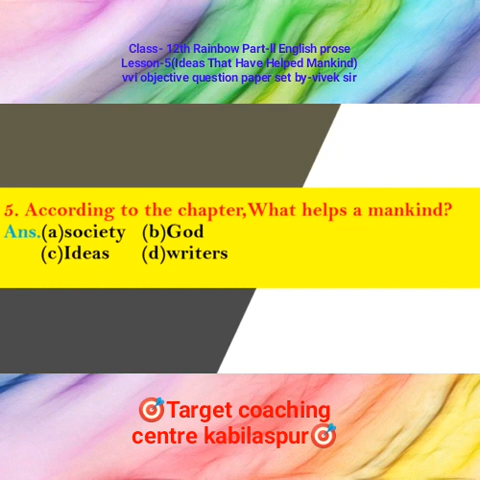 Class- 12th Rainbow Part-II English prose
Lesson-5(Ideas That Have Helped Mankind)
vvi objective question paper set by-vivek sir
5. According to the chapter,What helps a mankind?
Ans.(a)society (b)God
(c)Ideas (d)writers
🎯Target coaching
centre kabilaspur🎯